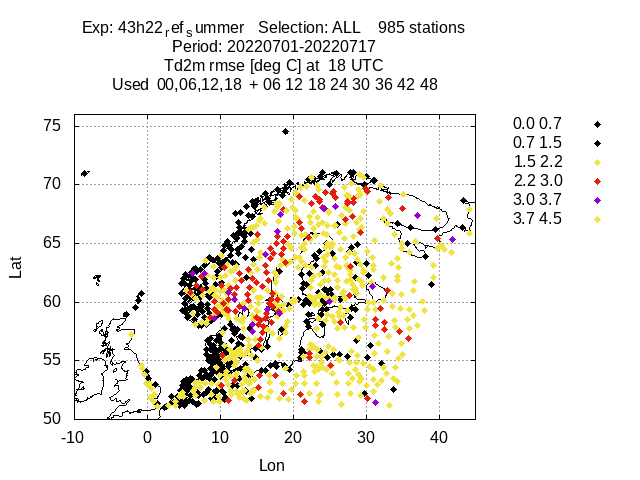 Exp: 43h22refsummer Selection: ALL 985 stations
Period: 20220701-20220717
Td2m rmse [deg C] at 18 UTC
Used 00,06,12,18 + 06 12 18 24 30 36 42 48
75
70
65
60
55
50
-10 0 10 20 30 40
Lat
Lon
0.0 0.7
0.7 1.5
1.5 2.2
2.2 3.0
3.0 3.7
3.7 4.5